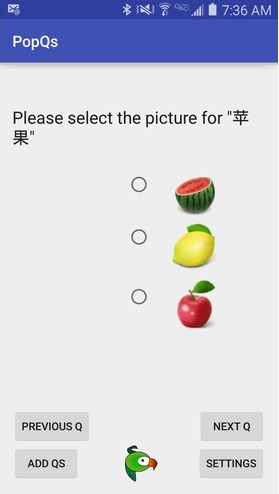 7:36 AM
PopQs
Please select the picture for "苹
果"
PREVIOUS Q
NEXT Q
ADD QS
SETTINGS